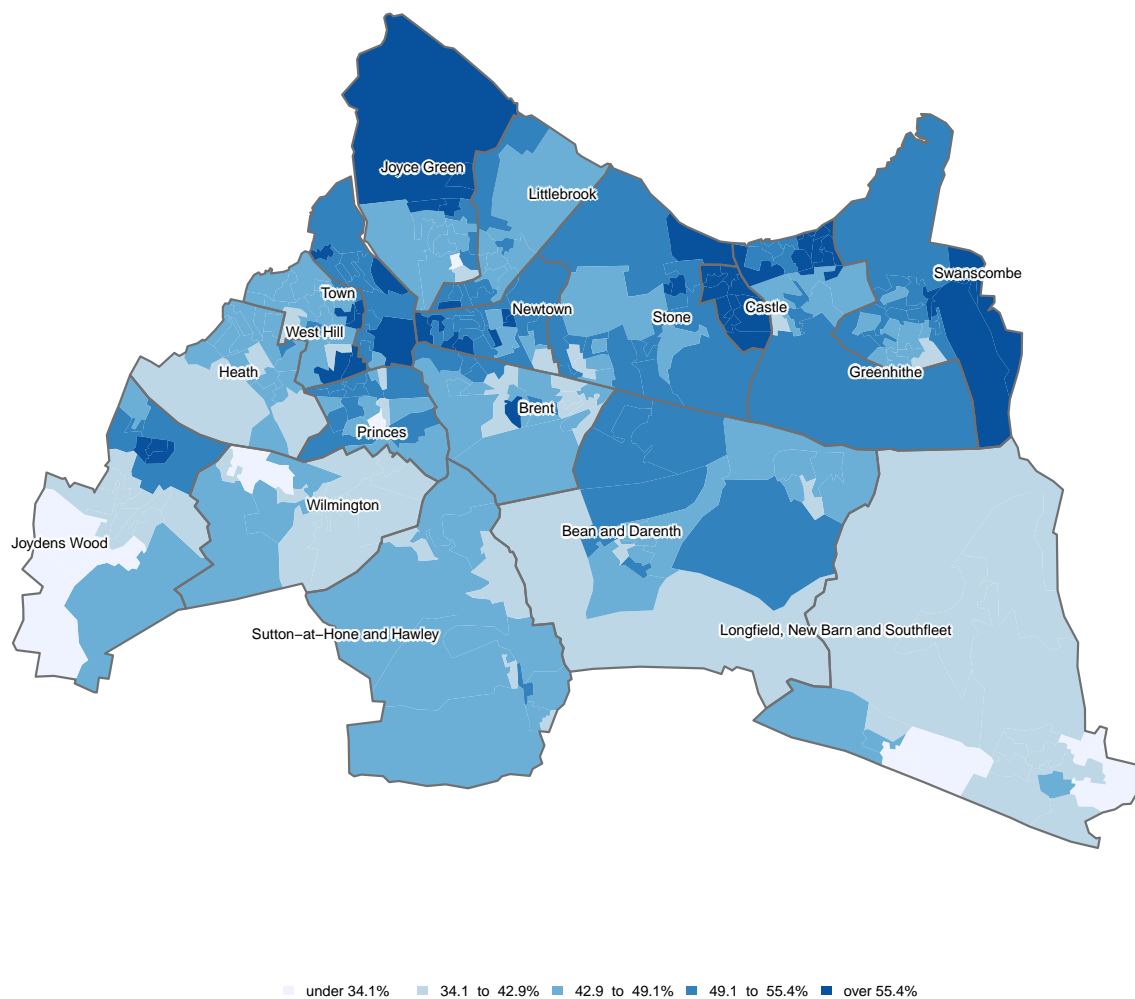 Joyce Green
Littlebrook
Swanscombe
Town
Castle
Newtown
Stone
West Hill
Heath
Greenhithe
Brent
Princes
Wilmington
Bean and Darenth
Joydens Wood
Longfield, New Barn and Southfleet
Sutton−at−Hone and Hawley
under 34.1% 34.1 to 42.9% 42.9 to 49.1% 49.1 to 55.4% over 55.4%